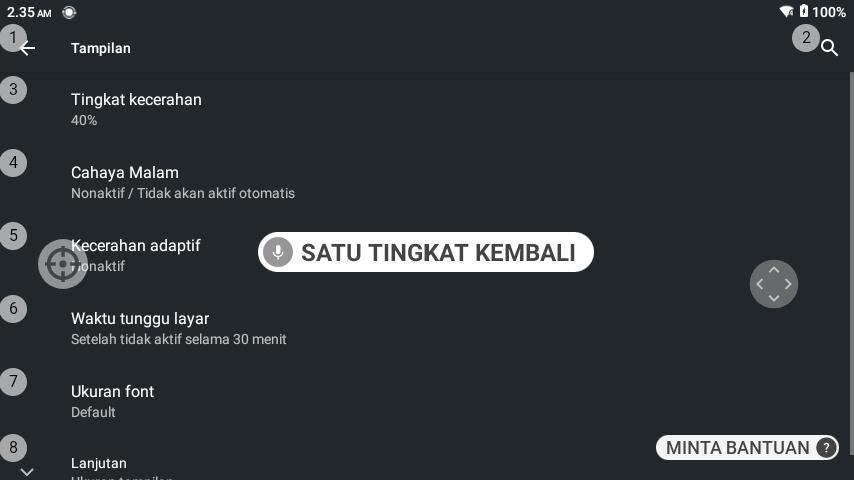 2.35 AM
100%
1
Tampilan
2
3
Tingkat kecerahan
40%
4
Cahaya Malam
Nonaktif / Tidak akan aktif otomatis
5
Kecerahan adaptif
Nonaktif
SATU TINGKAT KEMBALI
6
Waktu tunggu layar
Setelah tidak aktif selama 30 menit
7
Ukuran font
Default
8
Lanjutan
MINTA BANTUAN ?
Ukuran tampilan